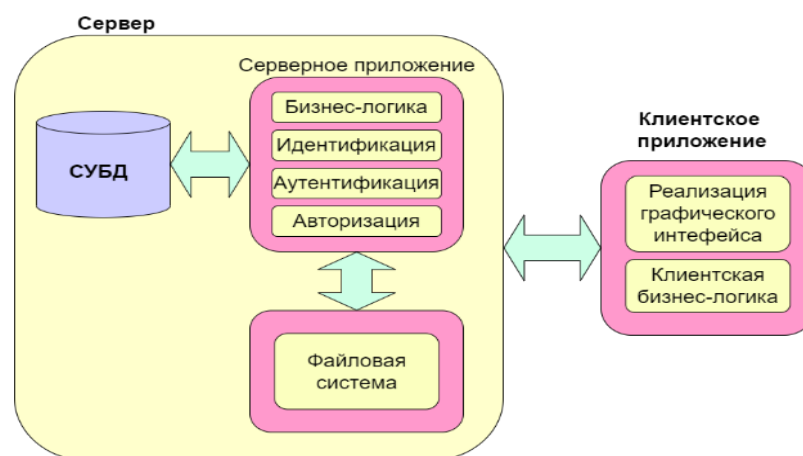 Сервер
Серверное приложение
Бизнес-логика
Идентификация
Аутентификация
Авторизация
СУБД
Файловая
система
Клиентское
приложение
Реализация
графического
интефейса
Клиентская
бизнес-логика